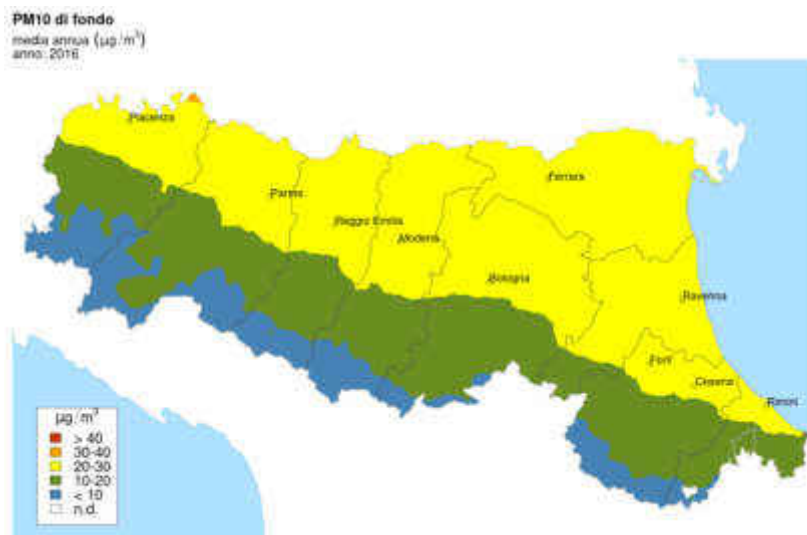 PM10 di fondo
media annua (µg/m³)
anno: 2016
Piacenza
Parma
Reggio Emilia
Modena
Ferrara
Bologna
Ravenna
Forlì
Cesena
Rimini
µg/m³
> 40
30-40
20-30
10-20
< 10
n.d.